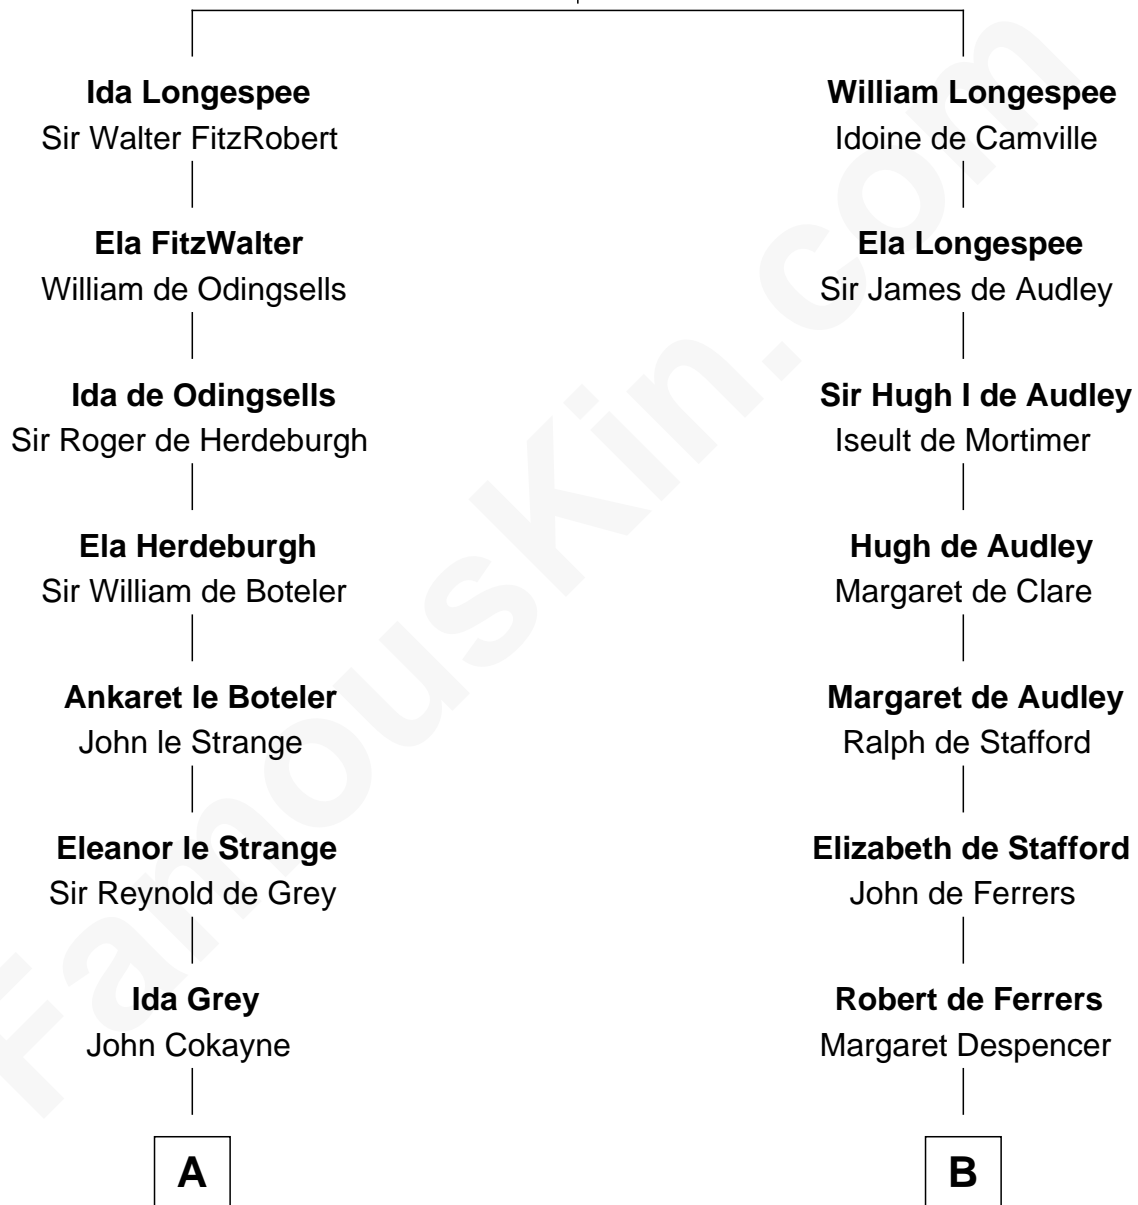 Ida Longespee
Sir Walter FitzRobert
Ela FitzWalter
William de Odingsells
Ida de Odingsells
Sir Roger de Herdeburgh
Ela Herdeburgh
Sir William de Boteler
Ankaret le Boteler
John le Strange
Eleanor le Strange
Sir Reynold de Grey
Ida Grey
John Cokayne
A
William Longespee
Idoine de Camville
Ela Longespee
Sir James de Audley
Sir Hugh I de Audley
Iseult de Mortimer
Hugh de Audley
Margaret de Clare
Margaret de Audley
Ralph de Stafford
Elizabeth de Stafford
John de Ferrers
Robert de Ferrers
Margaret Despencer
B
FamousKin.com